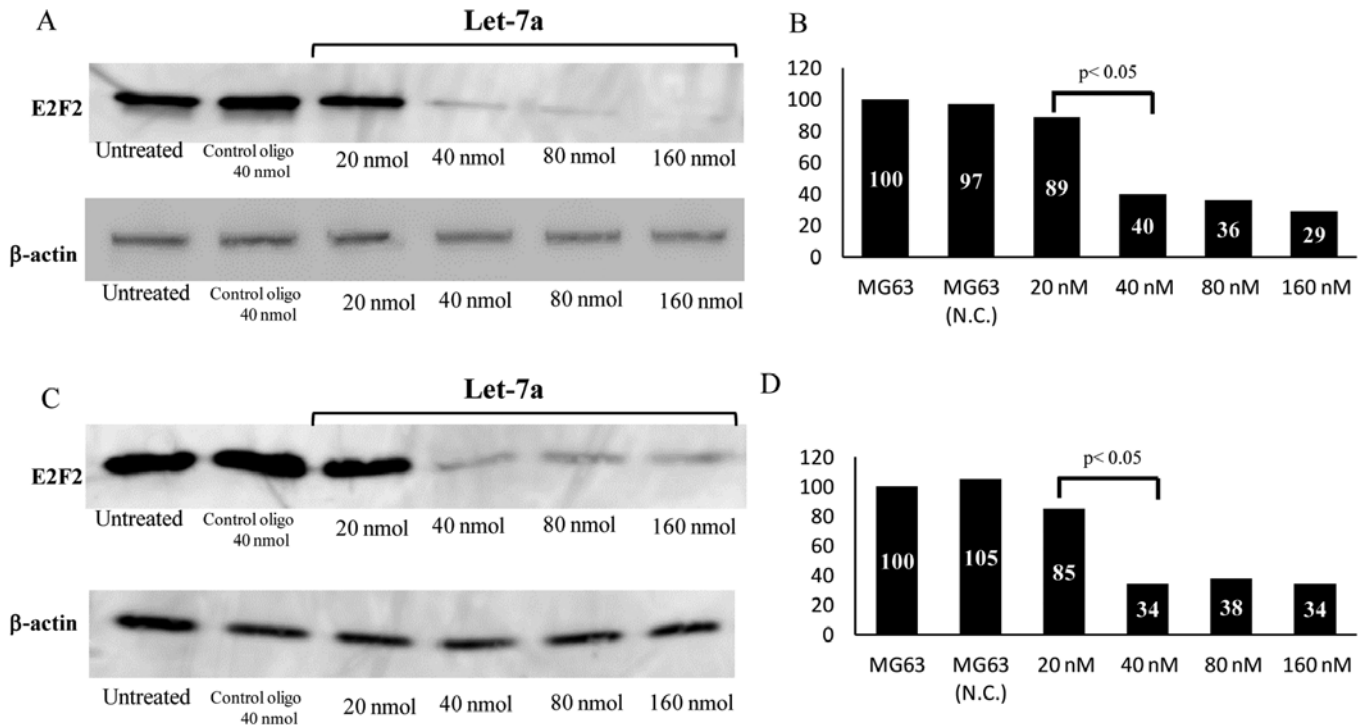 A
Let-7a
E2F2
Untreated
Control oligo
40 nmol
20 nmol
40 nmol
80 nmol
160 nmol
β-actin
Untreated
Control oligo
40 nmol
20 nmol
40 nmol
80 nmol
160 nmol
B
p< 0.05
120
100
80
60
40
20
0
100
97
89
40
36
29
MG63
MG63
(N.C.)
20 nM
40 nM
80 nM
160 nM
C
Let-7a
E2F2
Untreated
Control oligo
40 nmol
20 nmol
40 nmol
80 nmol
160 nmol
β-actin
Untreated
Control oligo
40 nmol
20 nmol
40 nmol
80 nmol
160 nmol
D
p< 0.05
120
100
80
60
40
20
0
100
105
85
34
38
34
MG63
MG63
(N.C.)
20 nM
40 nM
80 nM
160 nM